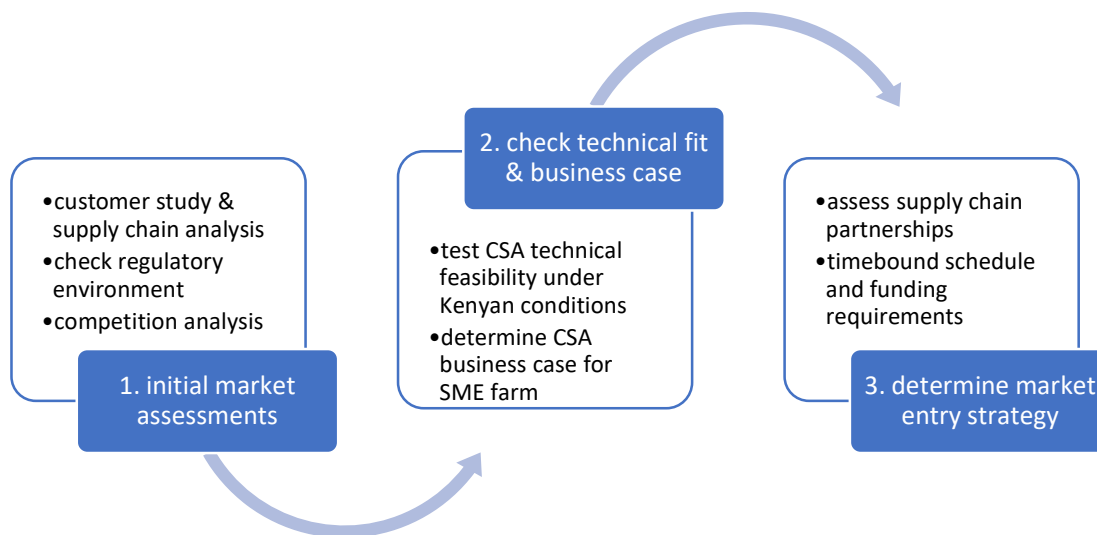 •customer study &
supply chain analysis
•check regulatory
environment
•competition analysis
1. initial market
assessments
2. check technical fit
& business case
•test CSA technical
feasibility under
Kenyan conditions
•determine CSA
business case for
SME farm
•assess supply chain
partnerships
•timebound schedule
and funding
requirements
3. determine market
entry strategy